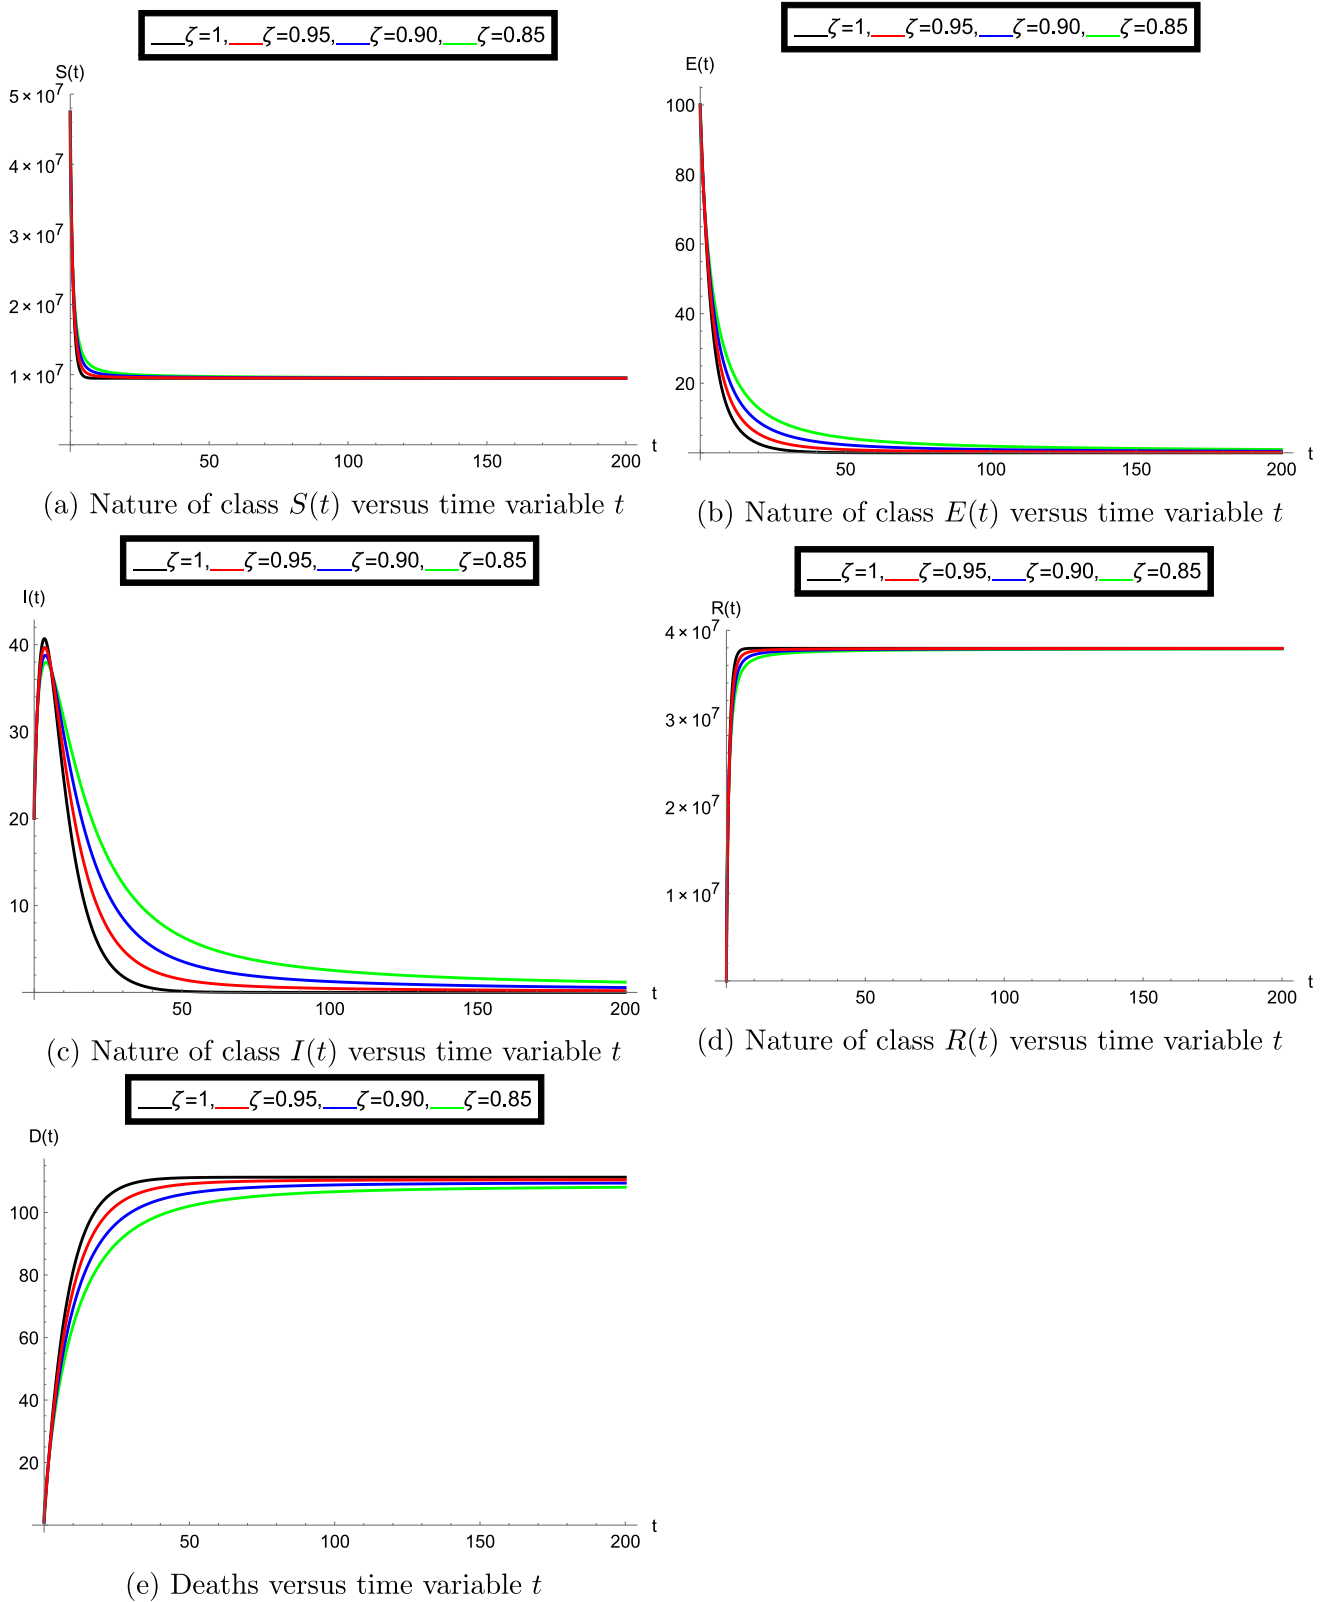 ζ=1, ζ=0.95, ζ=0.90, ζ=0.85
S(t)
5×10^7
4×10^7
3×10^7
2×10^7
1×10^7
50 100 150 200 t
(a) Nature of class S(t) versus time variable t
ζ=1, ζ=0.95, ζ=0.90, ζ=0.85
E(t)
100
80
60
40
20
50 100 150 200 t
(b) Nature of class E(t) versus time variable t
ζ=1, ζ=0.95, ζ=0.90, ζ=0.85
I(t)
40
30
20
10
50 100 150 200 t
(c) Nature of class I(t) versus time variable t
ζ=1, ζ=0.95, ζ=0.90, ζ=0.85
R(t)
4×10^7
3×10^7
2×10^7
1×10^7
50 100 150 200 t
(d) Nature of class R(t) versus time variable t
ζ=1, ζ=0.95, ζ=0.90, ζ=0.85
D(t)
100
80
60
40
20
50 100 150 200 t
(e) Deaths versus time variable t